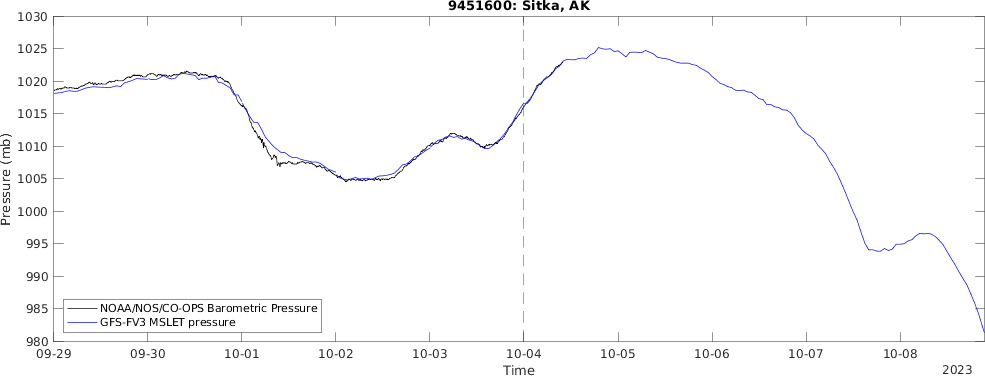 9451600: Sitka, AK
Pressure (mb)
1030
1025
1020
1015
1010
1005
1000
995
990
985
980
NOAA/NOS/CO-OPS Barometric Pressure
GFS-FV3 MSLET pressure
09-29 09-30 10-01 10-02 10-03 10-04 10-05 10-06 10-07 10-08
Time
2023